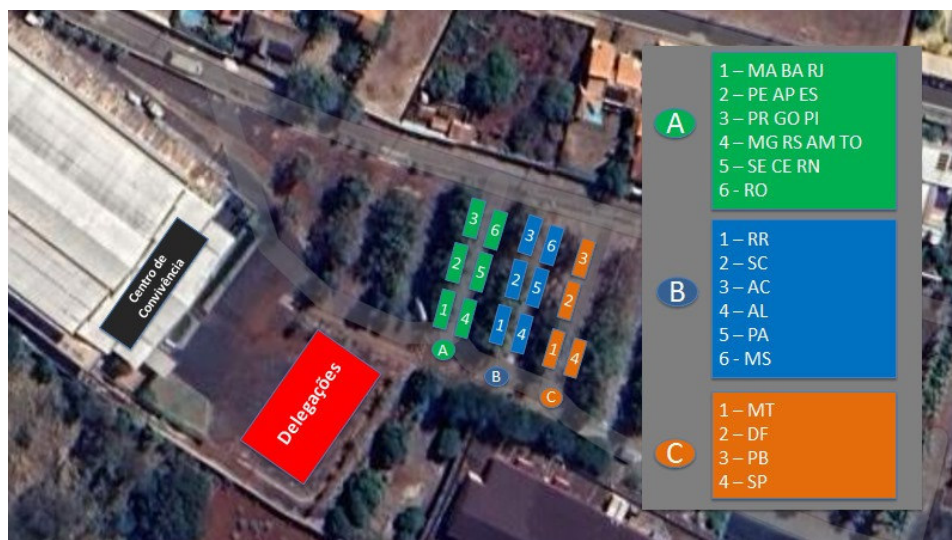 Centro de
Convivência
Delegações
3
6
2
5
1
4
A
3
6
2
5
1
4
B
3
2
1
4
C
A
1 – MA BA RJ
2 – PE AP ES
3 – PR GO PI
4 – MG RS AM TO
5 – SE CE RN
6 - RO
B
1 – RR
2 – SC
3 – AC
4 – AL
5 – PA
6 - MS
C
1 – MT
2 – DF
3 – PB
4 – SP